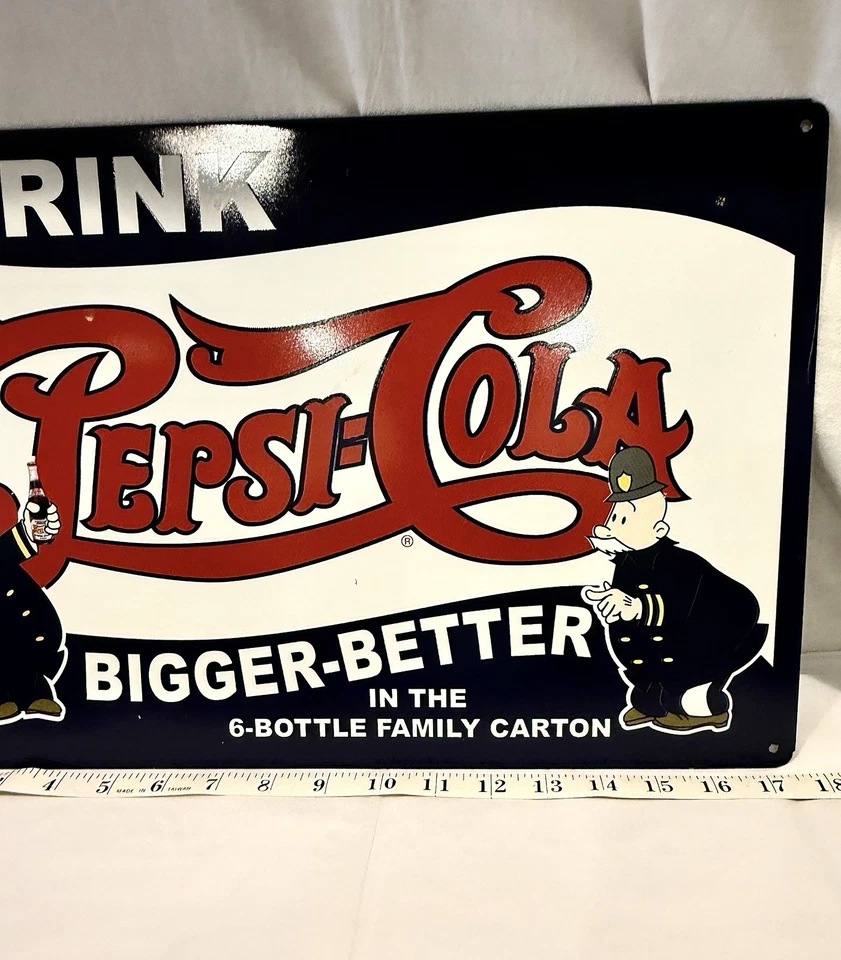 RINK
PEPSI=COLA
®
BIGGER-BETTER
IN THE
6-BOTTLE FAMILY CARTON
4 5 MADE IN 6 TAIWAN 7 8 9 10 11 12 13 14 15 16 17 18